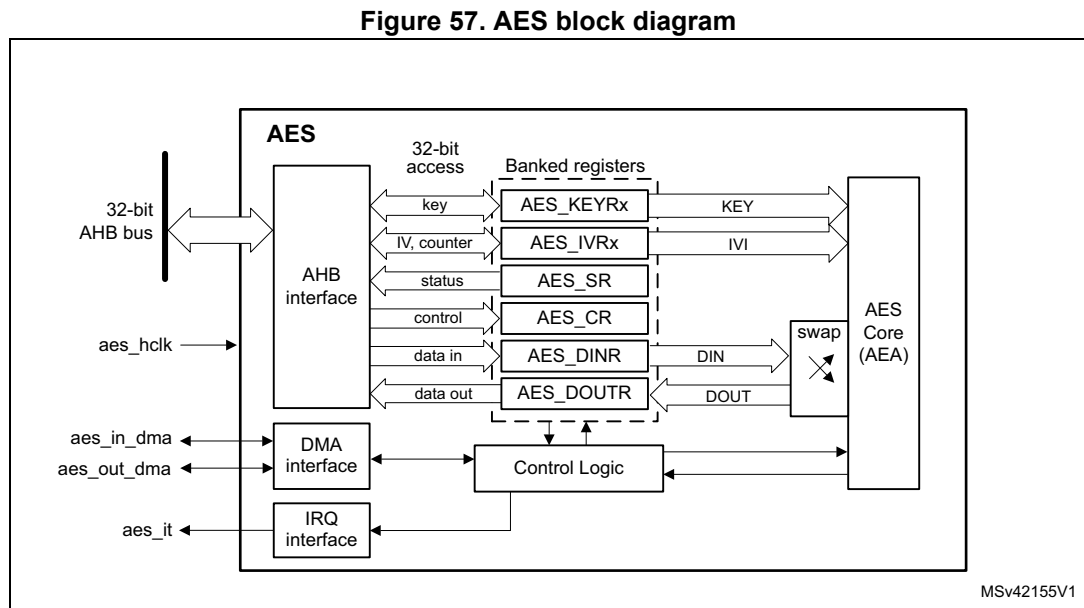 Figure 57. AES block diagram
AES
32-bit
access
Banked registers
32-bit
AHB bus
AHB
interface
key
AES_KEYRx
KEY
IV, counter
AES_IVRx
IVI
status
AES_SR
control
AES_CR
data in
AES_DINR
DIN
data out
AES_DOUTR
DOUT
swap
AES
Core
(AEA)
aes_hclk
aes_in_dma
aes_out_dma
DMA
interface
Control Logic
aes_it
IRQ
interface
MSv42155V1